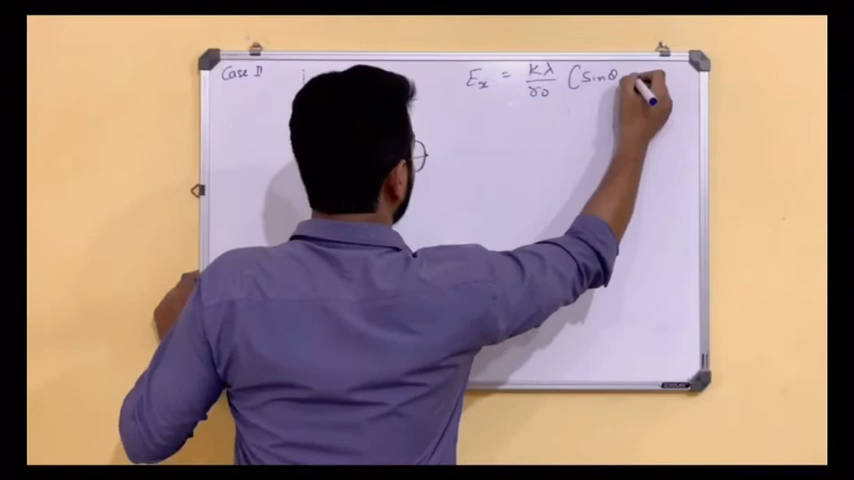 Case II
Eₓ = Kλ/r₀ (sinθ